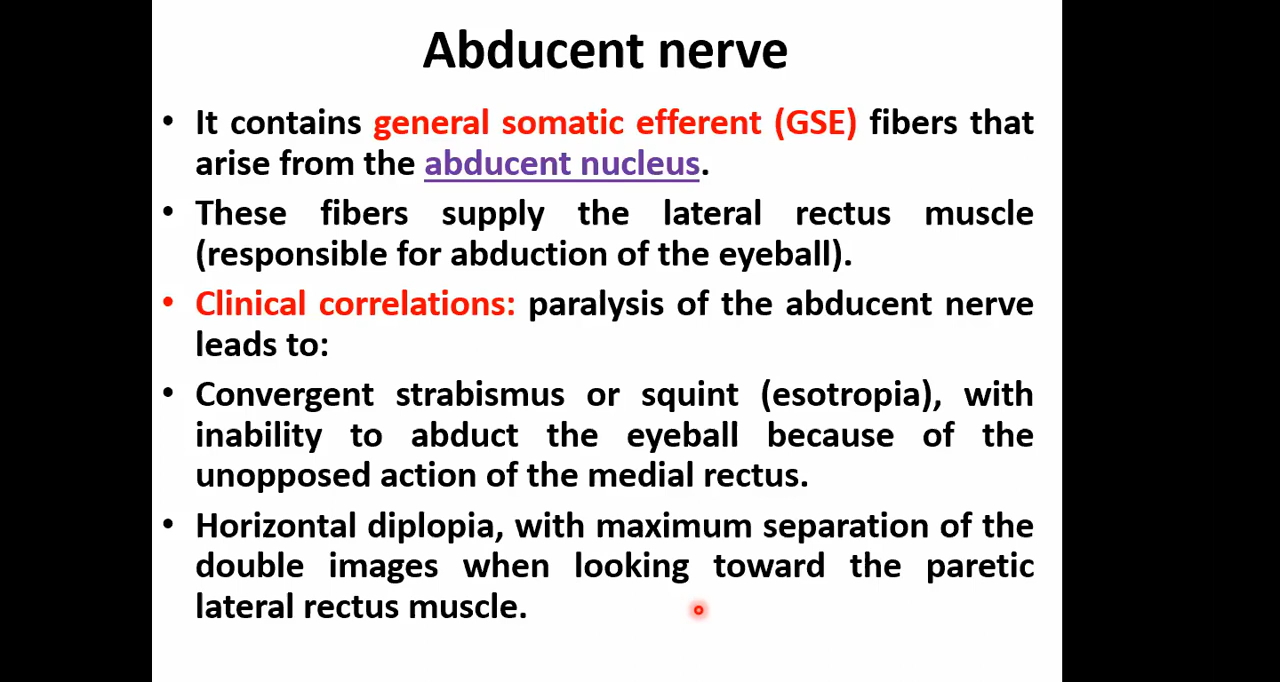 Abducent nerve
• It contains general somatic efferent (GSE) fibers that
arise from the abducent nucleus.
• These fibers supply the lateral rectus muscle
(responsible for abduction of the eyeball).
• Clinical correlations: paralysis of the abducent nerve
leads to:
• Convergent strabismus or squint (esotropia), with
inability to abduct the eyeball because of the
unopposed action of the medial rectus.
• Horizontal diplopia, with maximum separation of the
double images when looking toward the paretic
lateral rectus muscle.